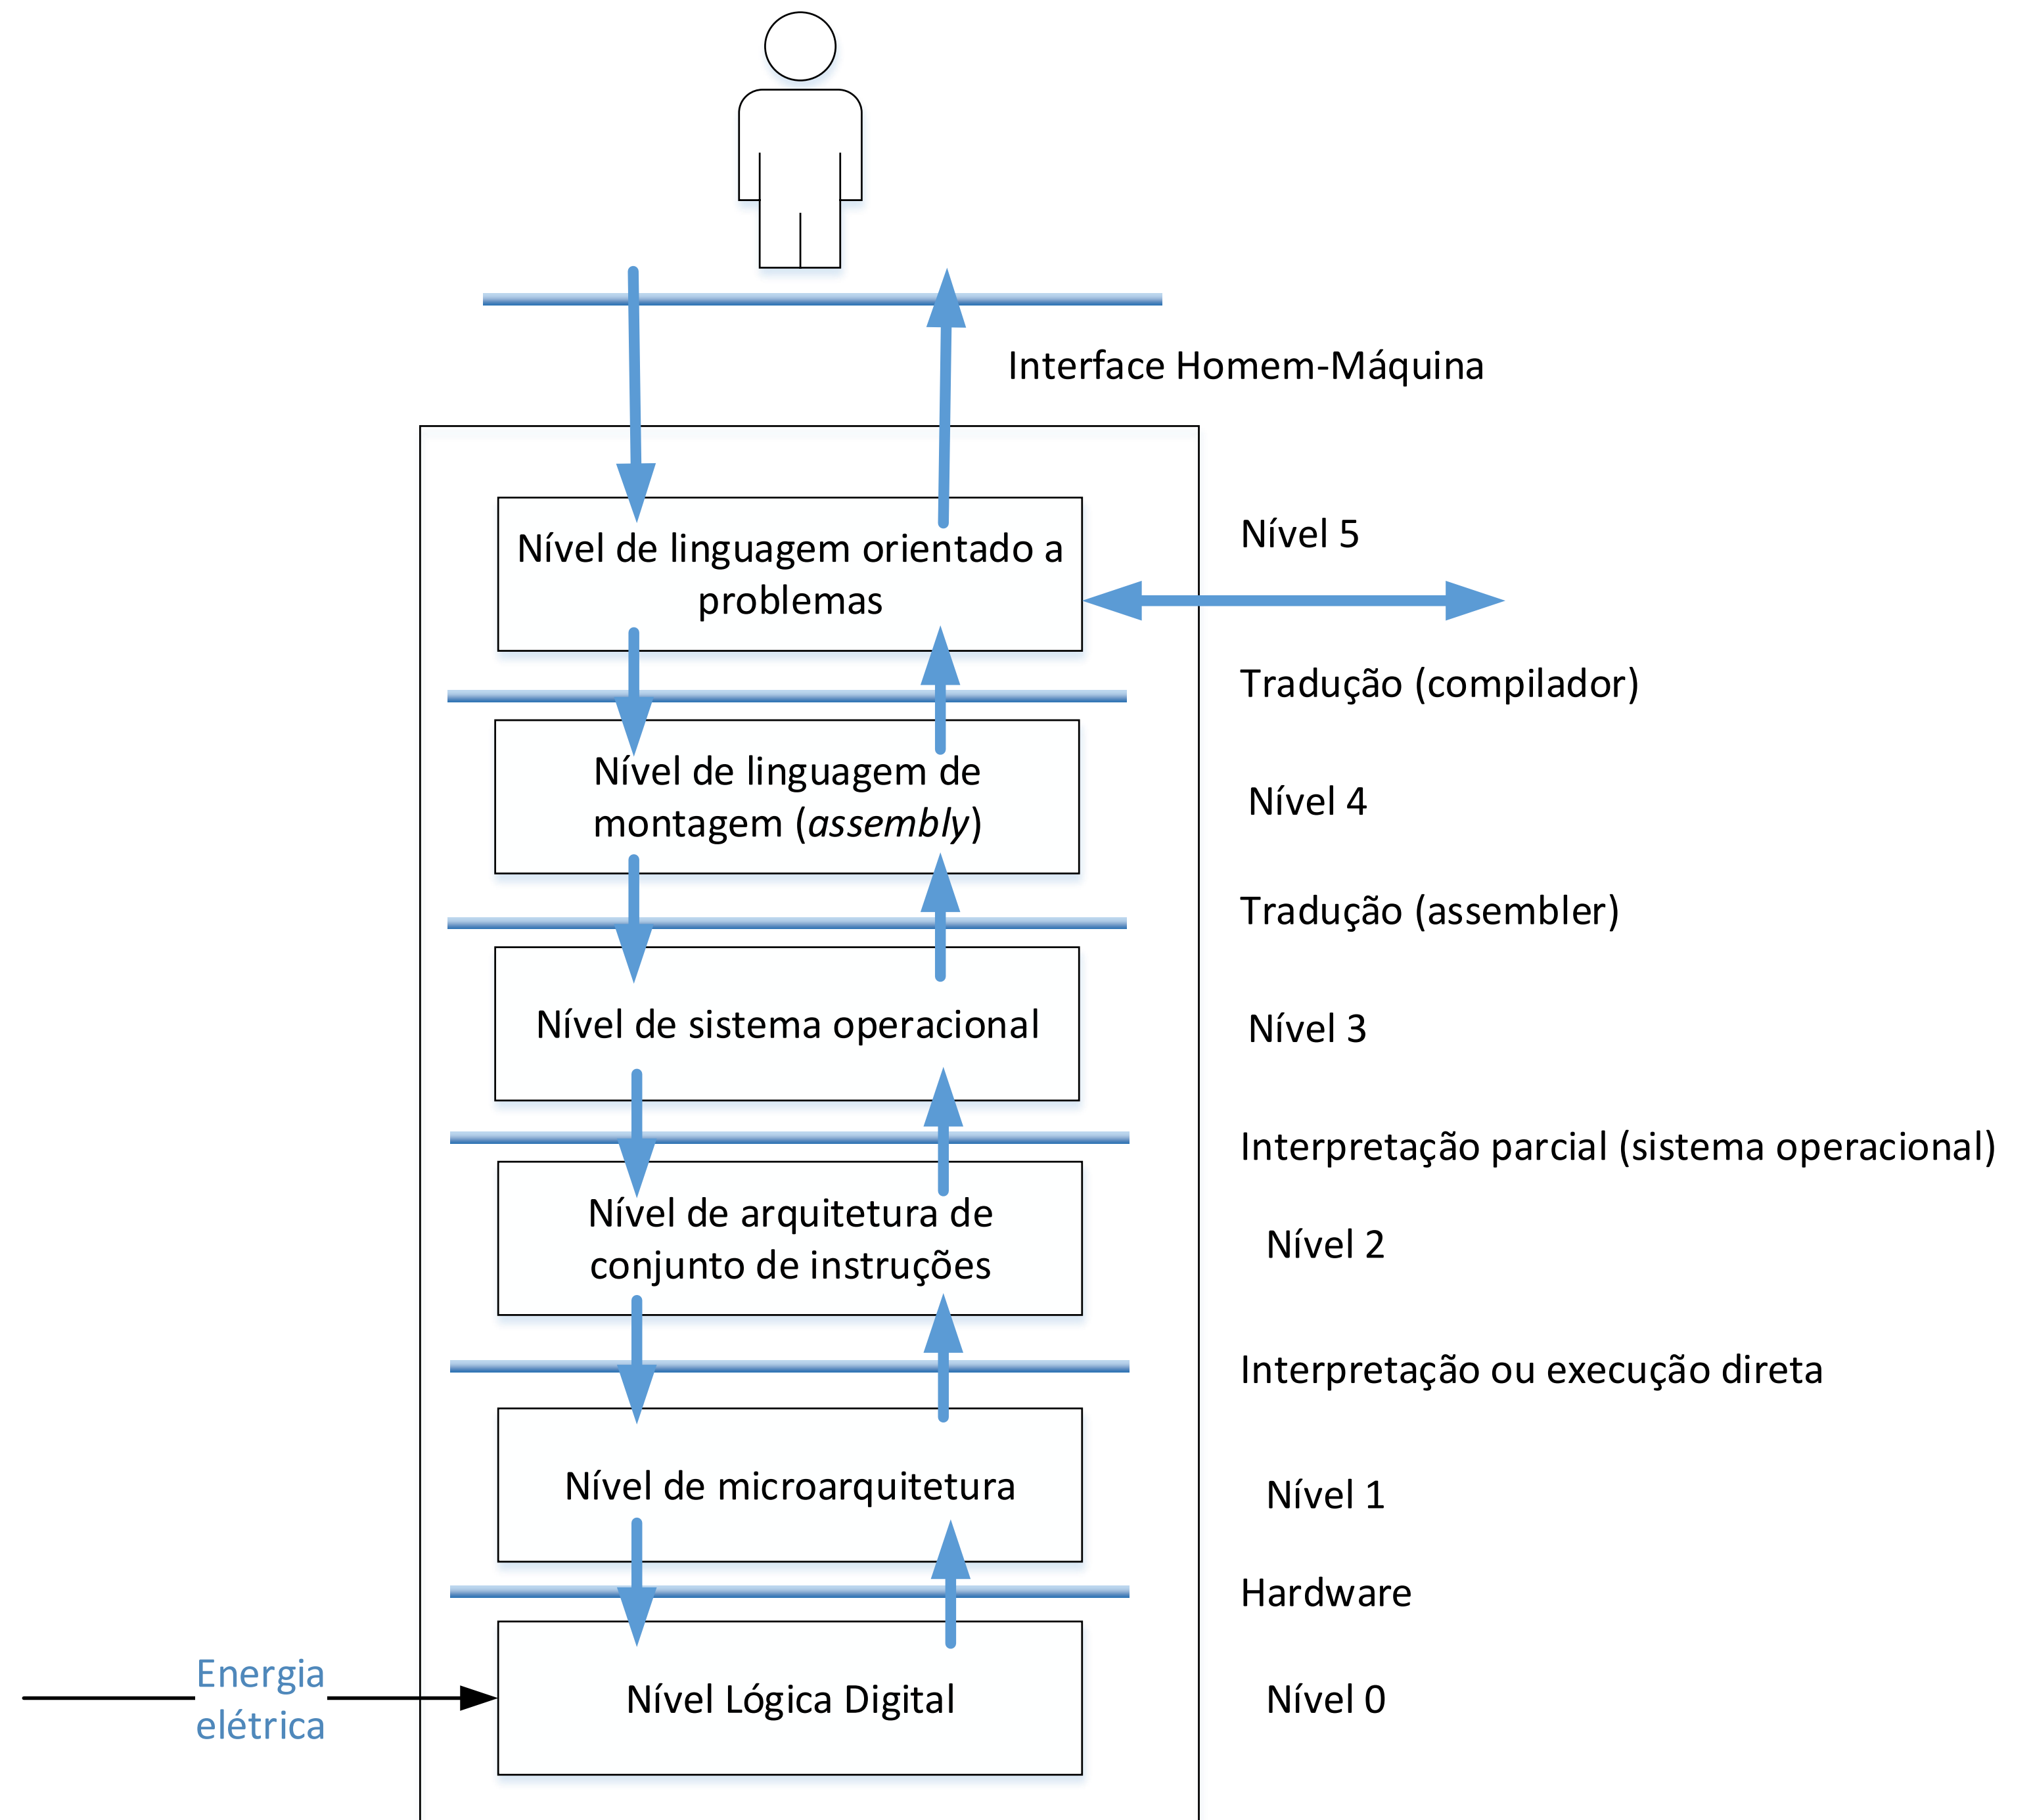 Interface Homem-Máquina
Nível de linguagem orientado a
problemas
Nível 5
Tradução (compilador)
Nível de linguagem de
montagem (assembly)
Nível 4
Tradução (assembler)
Nível de sistema operacional
Nível 3
Interpretação parcial (sistema operacional)
Nível de arquitetura de
conjunto de instruções
Nível 2
Interpretação ou execução direta
Nível de microarquitetura
Nível 1
Hardware
Energia
elétrica
Nível Lógica Digital
Nível 0